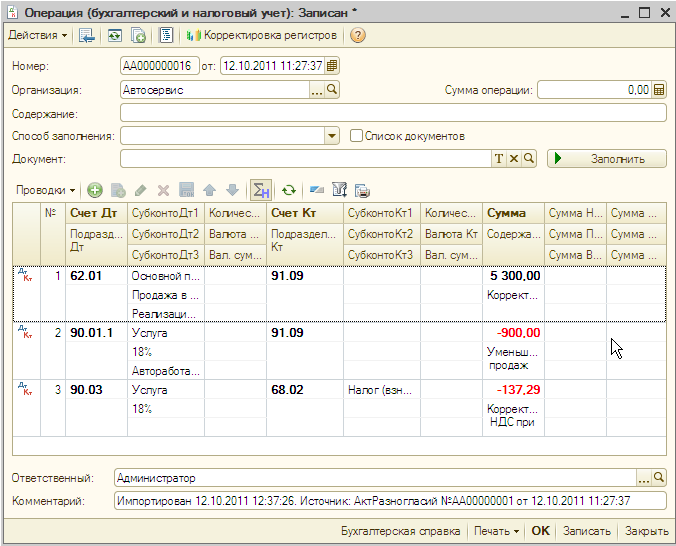 Операция (бухгалтерский и налоговый учет): Записан *
Действия Корректировка регистров ?
Номер: АА000000016 от: 12.10.2011 11:27:37
Организация: Автосервис ... Сумма операции: 0,00
Содержание:
Способ заполнения: Список документов
Документ: T Заполнить
Проводки
№ Счет Дт СубконтоДт1 Количес... Счет Кт СубконтоКт1 Количес... Сумма Сумма Н... Сумма ...
Подразд... Дт СубконтоДт2 Валюта ... Подраздел... Кт СубконтоКт2 Валюта Кт Содержа... Сумма П... Сумма ...
СубконтоДт3 Вал. сум... СубконтоКт3 Вал. сум... Сумма В... Сумма ...
Дт Кт 1 62.01 Основной п... 91.09 5 300,00
Продажа в ... Коррект...
Реализаци...
Дт Кт 2 90.01.1 Услуга 91.09 -900,00
18% Уменьш...
Авторабота... продаж
Дт Кт 3 90.03 Услуга 68.02 Налог (взн... -137,29
18% Коррект...
НДС при
Ответственный: Администратор ...
Комментарий: Импортирован 12.10.2011 12:37:26. Источник: АктРазногласий №АА00000001 от 12.10.2011 11:27:37
Бухгалтерская справка Печать OK Записать Закрыть